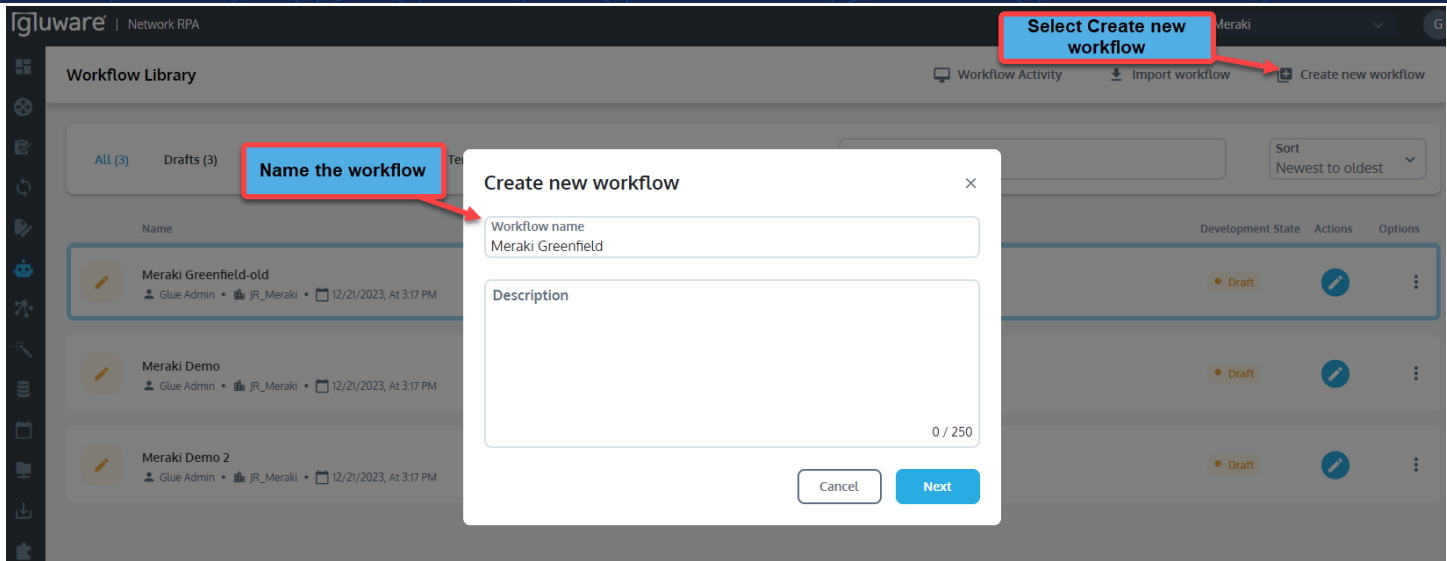 gluware | Network RPA
Meraki
G
Select Create new
workflow
Workflow Library
Workflow Activity
Import workflow
Create new workflow
All (3)
Drafts (3)
Te
Sort
Newest to oldest
Name the workflow
Create new workflow
Workflow name
Meraki Greenfield
Description
0 / 250
Cancel
Next
Name
Development State
Actions
Options
Meraki Greenfield-old
Glue Admin • JR_Meraki • 12/21/2023, At 3:17 PM
Draft
Meraki Demo
Glue Admin • JR_Meraki • 12/21/2023, At 3:17 PM
Draft
Meraki Demo 2
Glue Admin • JR_Meraki • 12/21/2023, At 3:17 PM
Draft